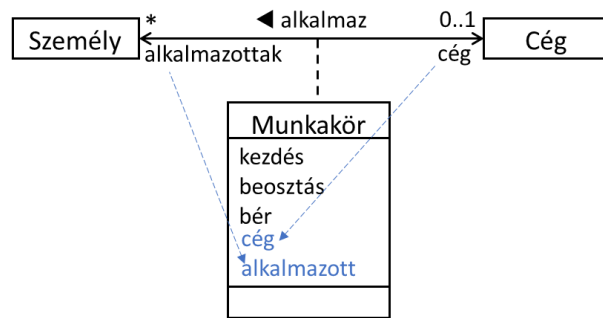 Személy
*
◀ alkalmaz
0..1
Cég
alkalmazottak
cég
Munkakör
kezdés
beosztás
bér
cég
alkalmazott